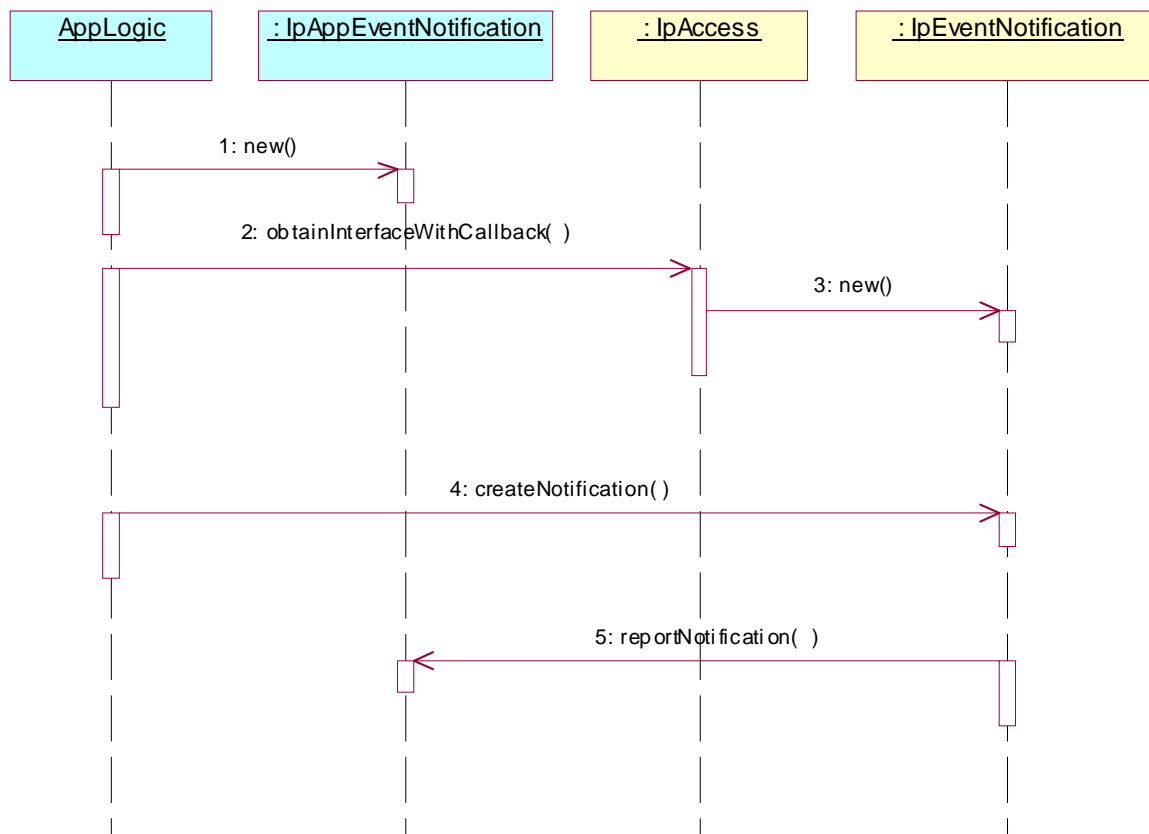 AppLogic
: IpAppEventNotification
: IpAccess
: IpEventNotification
1: new()
2: obtainInterfaceWithCallback( )
3: new()
4: createNotification( )
5: reportNotification( )